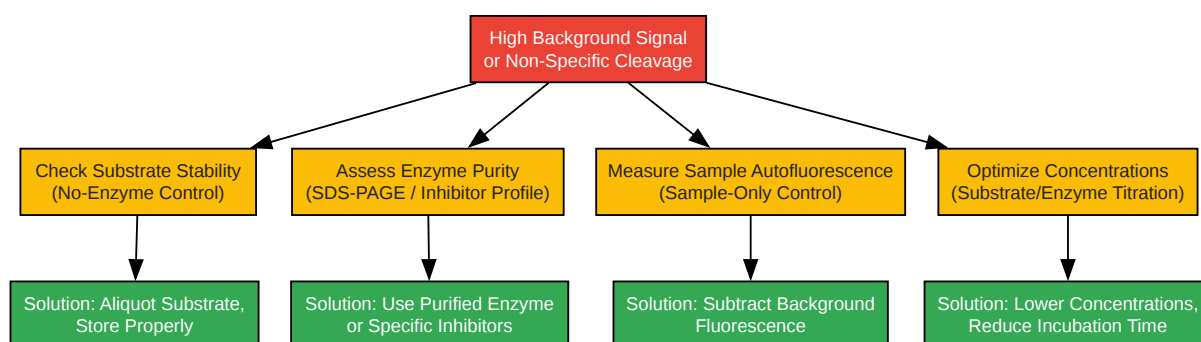 High Background Signal
or Non-Specific Cleavage
Check Substrate Stability
(No-Enzyme Control)
Assess Enzyme Purity
(SDS-PAGE / Inhibitor Profile)
Measure Sample Autofluorescence
(Sample-Only Control)
Optimize Concentrations
(Substrate/Enzyme Titration)
Solution: Aliquot Substrate,
Store Properly
Solution: Use Purified Enzyme
or Specific Inhibitors
Solution: Subtract Background
Fluorescence
Solution: Lower Concentrations,
Reduce Incubation Time